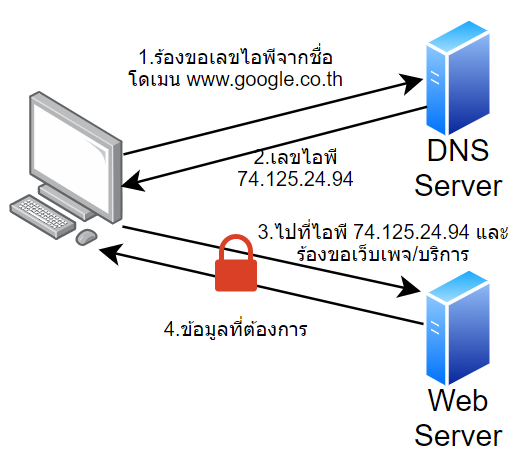 1.ร้องขอเลขไอพีจากชื่อ
โดเมน www.google.co.th
2.เลขไอพี
74.125.24.94
DNS
Server
3.ไปที่ไอพี 74.125.24.94 และ
ร้องขอเว็บเพจ/บริการ
4.ข้อมูลที่ต้องการ
Web
Server